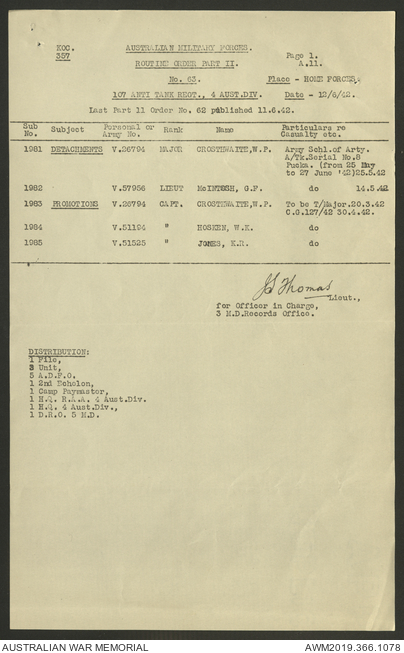 KOC.
357
AUSTRALIAN MILITARY FORCES.
ROUTINE ORDER PART II.
Page 1.
A.11.
No. 63.
Place - HOME FORCES.
107 ANTI TANK REGT., 4 AUST.DIV.
Date - 12/6/42.
Last Part 11 Order No. 62 published 11.6.42.
Sub No. Subject Personal or Army No. Rank Name Particulars re Casualty etc.
1981 DETACHMENTS V.26794 MAJOR CROSTHWAITE,W.P. Army Schl.of Arty.
A/Tk.Serial No.8
Pucka. (from 25 May
to 27 June '42)25.5.42
1982 V.57956 LIEUT McINTOSH, G.P. do 14.5.42
1983 PROMOTIONS V.26794 CAPT. CROSTHWAITE,W.P. To be T/Major.20.3.42
C.G.127/42 30.4.42.
1984 V.51194 " HOSKEN, W.K. do
1985 V.51525 " JONES, K.R. do
JS Thomas
Lieut.,
for Officer in Charge,
3 M.D.Records Office.
DISTRIBUTION:
1 File,
3 Unit,
5 A.D.F.O.
1 2nd Echelon,
1 Camp Paymaster,
1 H.Q. R.A.A. 4 Aust.Div.
1 H.Q. 4 Aust.Div.,
1 D.R.O. 3 M.D.
AUSTRALIAN WAR MEMORIAL
AWM2019.366.1078